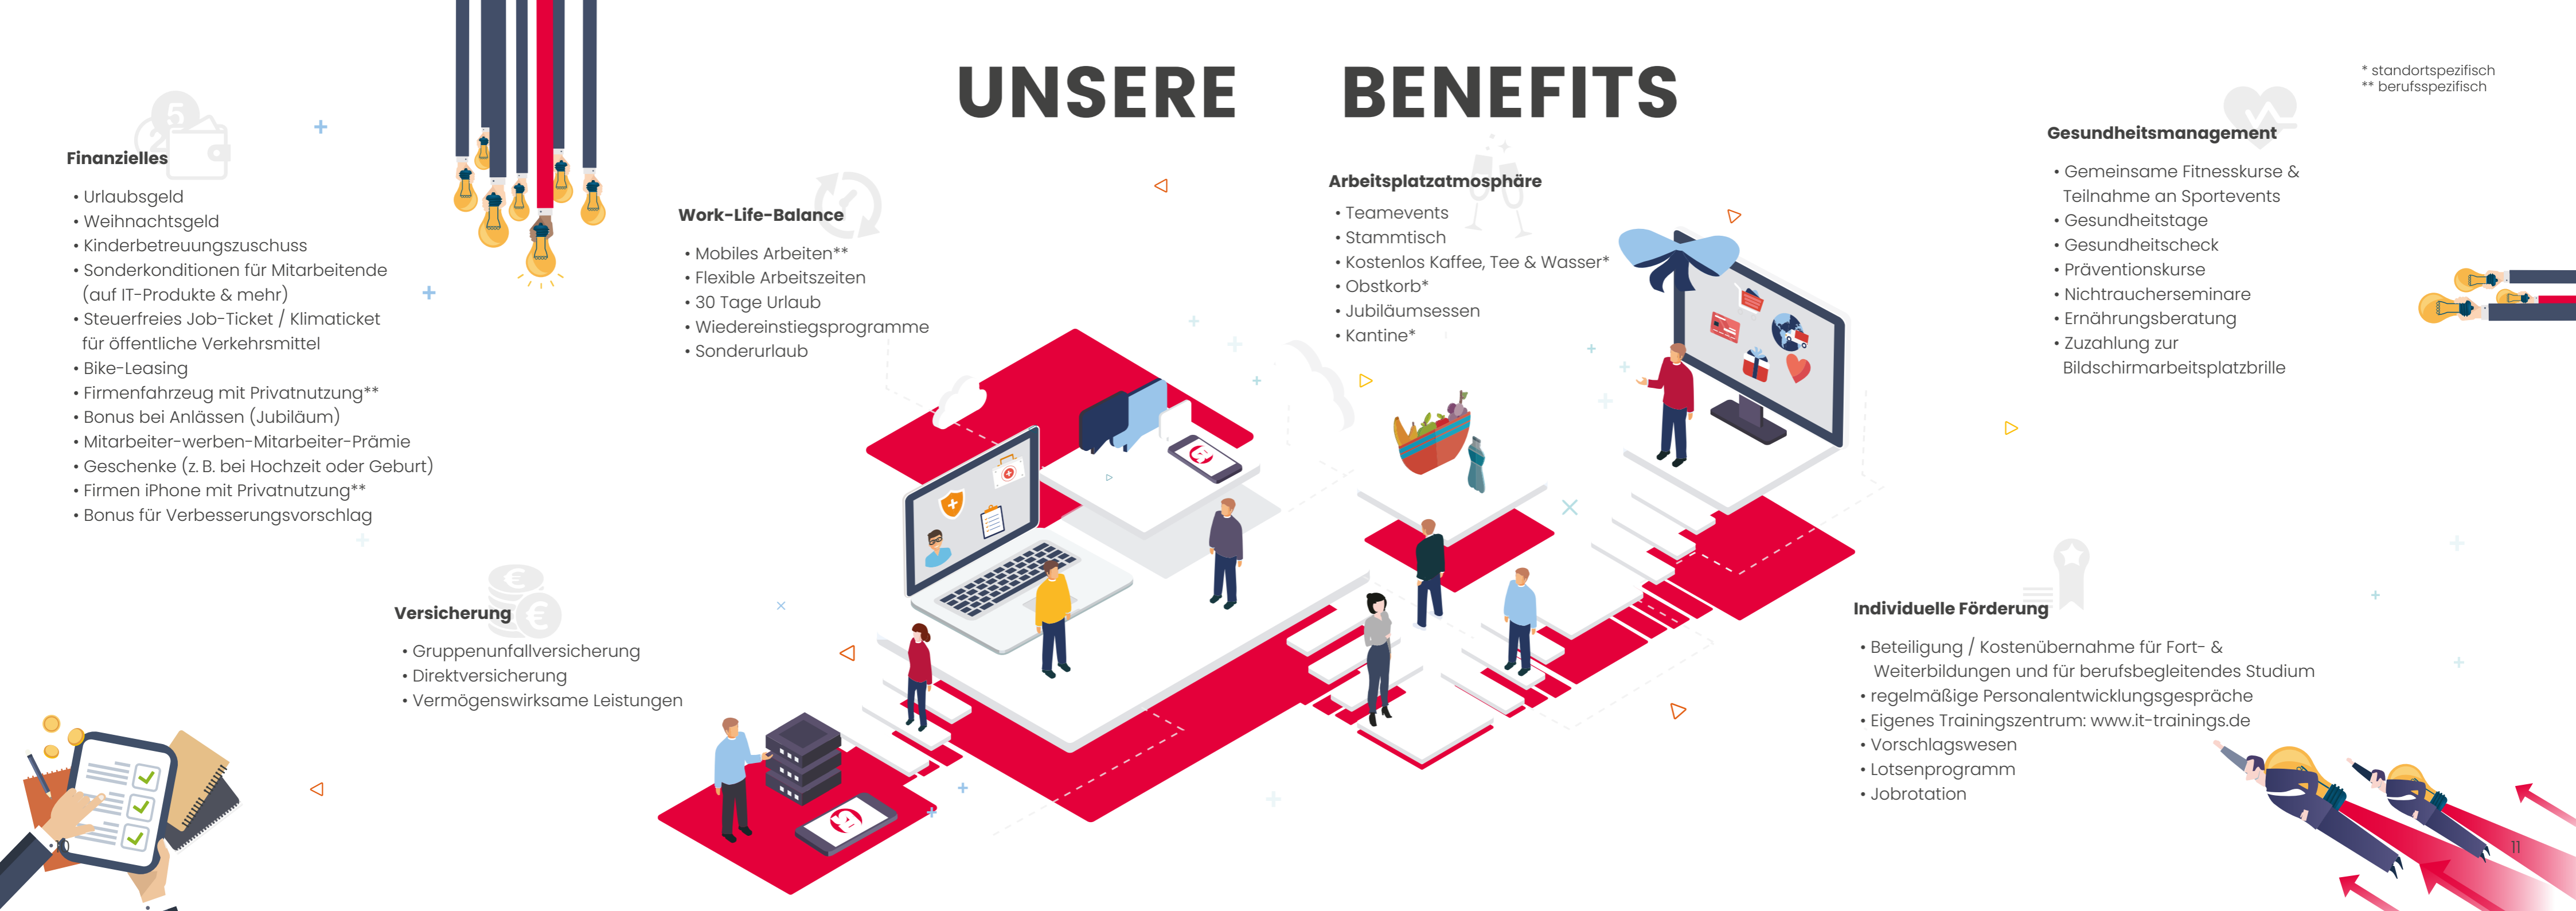 UNSERE BENEFITS
* standortspezifisch
** berufsspezifisch
Finanzielles
• Urlaubsgeld
• Weihnachtsgeld
• Kinderbetreuungszuschuss
• Sonderkonditionen für Mitarbeitende
(auf IT-Produkte & mehr)
• Steuerfreies Job-Ticket / Klimaticket
für öffentliche Verkehrsmittel
• Bike-Leasing
• Firmenfahrzeug mit Privatnutzung**
• Bonus bei Anlässen (Jubiläum)
• Mitarbeiter-werben-Mitarbeiter-Prämie
• Geschenke (z. B. bei Hochzeit oder Geburt)
• Firmen iPhone mit Privatnutzung**
• Bonus für Verbesserungsvorschlag
Versicherung
• Gruppenunfallversicherung
• Direktversicherung
• Vermögenswirksame Leistungen
Work-Life-Balance
• Mobiles Arbeiten**
• Flexible Arbeitszeiten
• 30 Tage Urlaub
• Wiedereinstiegsprogramme
• Sonderurlaub
Arbeitsplatzatmosphäre
• Teamevents
• Stammtisch
• Kostenlos Kaffee, Tee & Wasser*
• Obstkorb*
• Jubiläumsessen
• Kantine*
Gesundheitsmanagement
• Gemeinsame Fitnesskurse &
Teilnahme an Sportevents
• Gesundheitstage
• Gesundheitscheck
• Präventionskurse
• Nichtraucherseminare
• Ernährungsberatung
• Zuzahlung zur
Bildschirmarbeitsplatzbrille
Individuelle Förderung
• Beteiligung / Kostenübernahme für Fort- &
Weiterbildungen und für berufsbegleitendes Studium
• regelmäßige Personalentwicklungsgespräche
• Eigenes Trainingszentrum: www.it-trainings.de
• Vorschlagswesen
• Lotsenprogramm
• Jobrotation
11